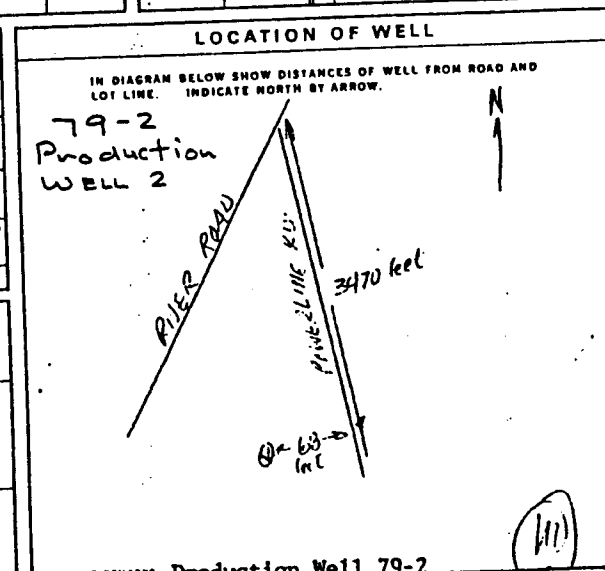 LOCATION OF WELL
IN DIAGRAM BELOW SHOW DISTANCES OF WELL FROM ROAD AND
LOT LINE. INDICATE NORTH BY ARROW.
79-2
Production
WELL 2
N
RIVER ROAD
3470 feet
63
Production Well 79-2